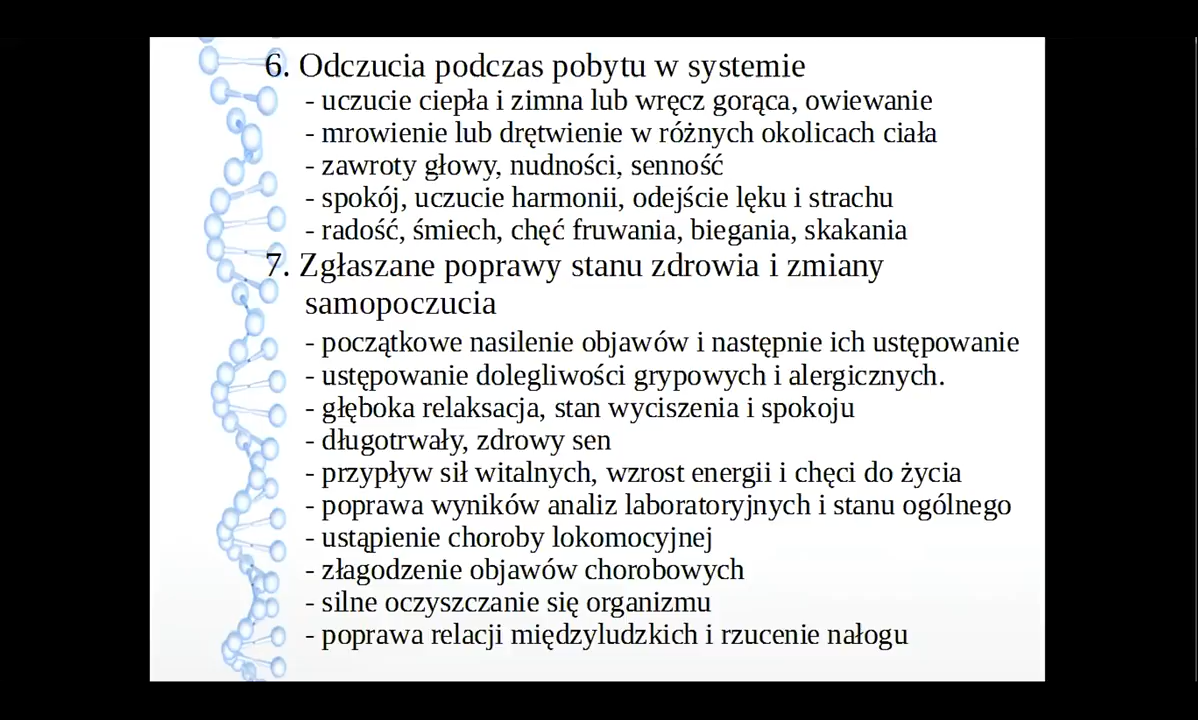 6. Odczucia podczas pobytu w systemie
- uczucie ciepła i zimna lub wręcz gorąca, owiewanie
- mrowienie lub drętwienie w różnych okolicach ciała
- zawroty głowy, nudności, senność
- spokój, uczucie harmonii, odejście lęku i strachu
- radość, śmiech, chęć fruwania, biegania, skakania
7. Zgłaszane poprawy stanu zdrowia i zmiany
samopoczucia
- początkowe nasilenie objawów i następnie ich ustępowanie
- ustępowanie dolegliwości grypowych i alergicznych.
- głęboka relaksacja, stan wyciszenia i spokoju
- długotrwały, zdrowy sen
- przypływ sił witalnych, wzrost energii i chęci do życia
- poprawa wyników analiz laboratoryjnych i stanu ogólnego
- ustąpienie choroby lokomocyjnej
- złagodzenie objawów chorobowych
- silne oczyszczanie się organizmu
- poprawa relacji międzyludzkich i rzucenie nałogu